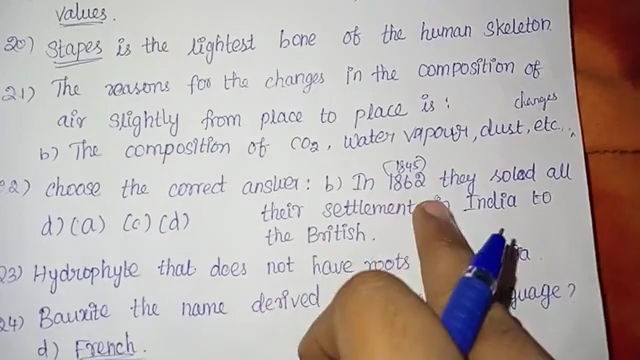 values.
20) Stapes is the lightest bone of the human skeleton
21) The reasons for the changes in the composition of
air slightly from place to place is:
changes
b) The composition of CO2, water vapour, dust, etc..
22) choose the correct answer: b) In 1862 they solod all
1845
d) (a) (c) (d) their settlement in India to
the British.
23) Hydrophyte that does not have roots
24) Bauxite the name derived
d) French.